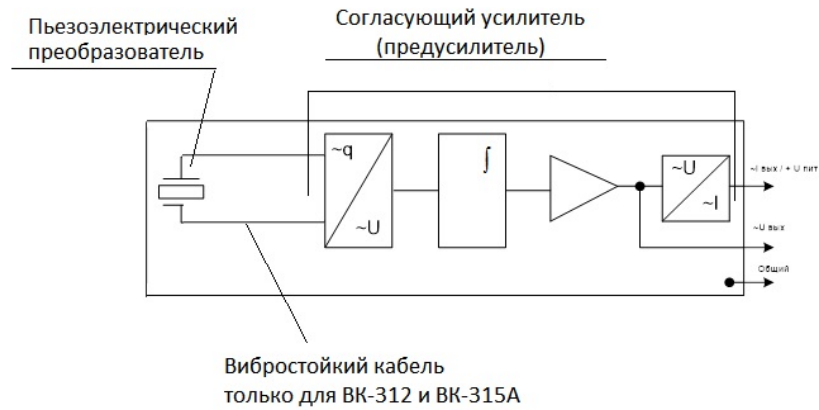 Пьезоэлектрический
преобразователь
Согласующий усилитель
(предусилитель)
~q
~U
∫
~U
~I
~I вых / + U пит
~U вых
Общий
Вибростойкий кабель
только для ВК-312 и ВК-315А